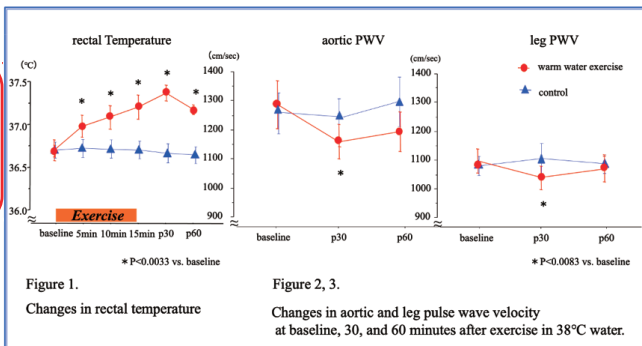 rectal Temperature
aortic PWV
leg PWV
(℃)
(cm/sec)
(cm/sec)
37.5
37.0
36.5
36.0
1400
1300
1200
1100
1000
900
1400
1300
1200
1100
1000
900
warm water exercise
control
* * * * *
*
*
Exercise
baseline 5min 10min 15min p30 p60
baseline p30 p60
baseline p30 p60
* P<0.0033 vs. baseline
* P<0.0083 vs. baseline
Figure 1.
Changes in rectal temperature
Figure 2, 3.
Changes in aortic and leg pulse wave velocity
at baseline, 30, and 60 minutes after exercise in 38℃ water.